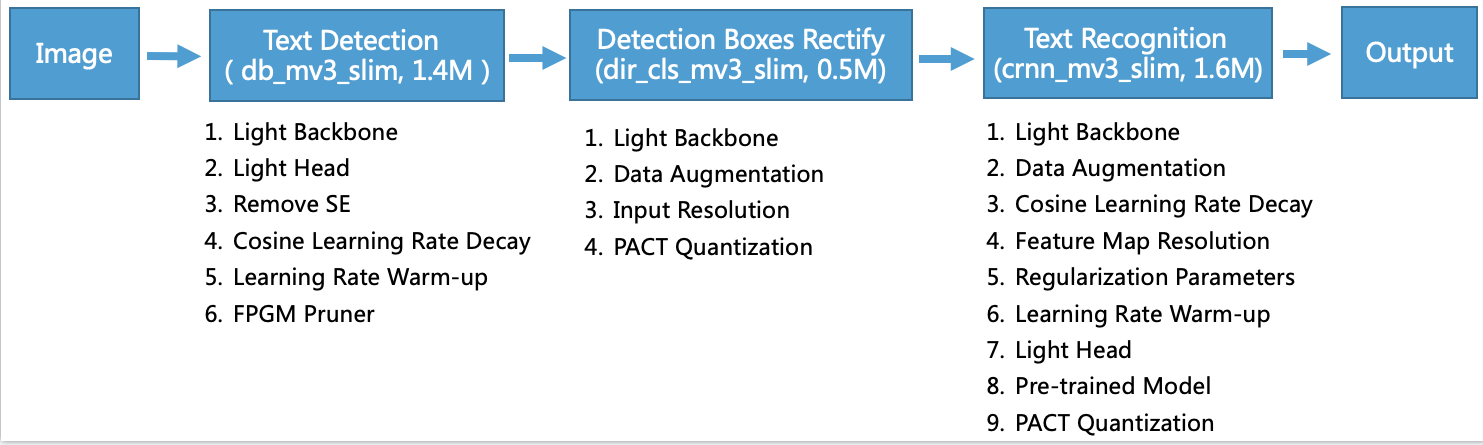 Image
Text Detection
( db_mv3_slim, 1.4M )
Detection Boxes Rectify
(dir_cls_mv3_slim, 0.5M)
Text Recognition
(crnn_mv3_slim, 1.6M)
Output
1. Light Backbone
2. Light Head
3. Remove SE
4. Cosine Learning Rate Decay
5. Learning Rate Warm-up
6. FPGM Pruner
1. Light Backbone
2. Data Augmentation
3. Input Resolution
4. PACT Quantization
1. Light Backbone
2. Data Augmentation
3. Cosine Learning Rate Decay
4. Feature Map Resolution
5. Regularization Parameters
6. Learning Rate Warm-up
7. Light Head
8. Pre-trained Model
9. PACT Quantization